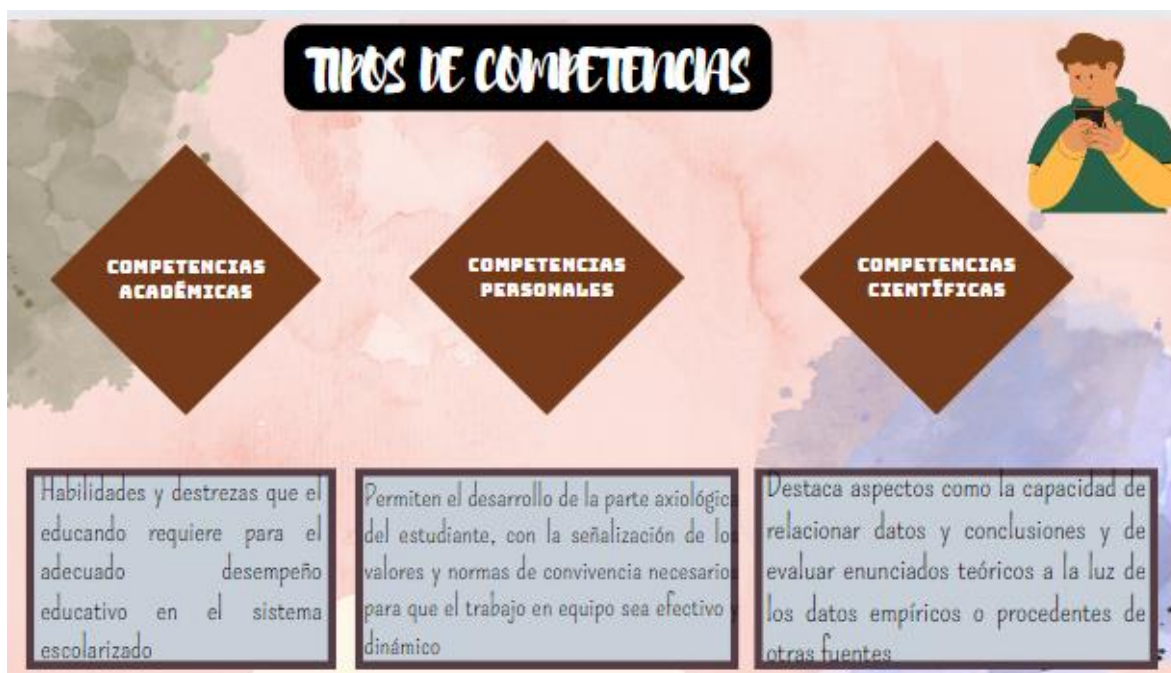 TIPOS DE COMPETENCIAS
COMPETENCIAS
ACADÉMICAS
COMPETENCIAS
PERSONALES
COMPETENCIAS
CIENTÍFICAS
Habilidades y destrezas que el
educando requiere para el
adecuado desempeño
educativo en el sistema
escolarizado
Permiten el desarrollo de la parte axiológica
del estudiante, con la señalización de los
valores y normas de convivencia necesarios
para que el trabajo en equipo sea efectivo y
dinámico
Destaca aspectos como la capacidad de
relacionar datos y conclusiones y de
evaluar enunciados teóricos a la luz de
los datos empíricos o procedentes de
otras fuentes